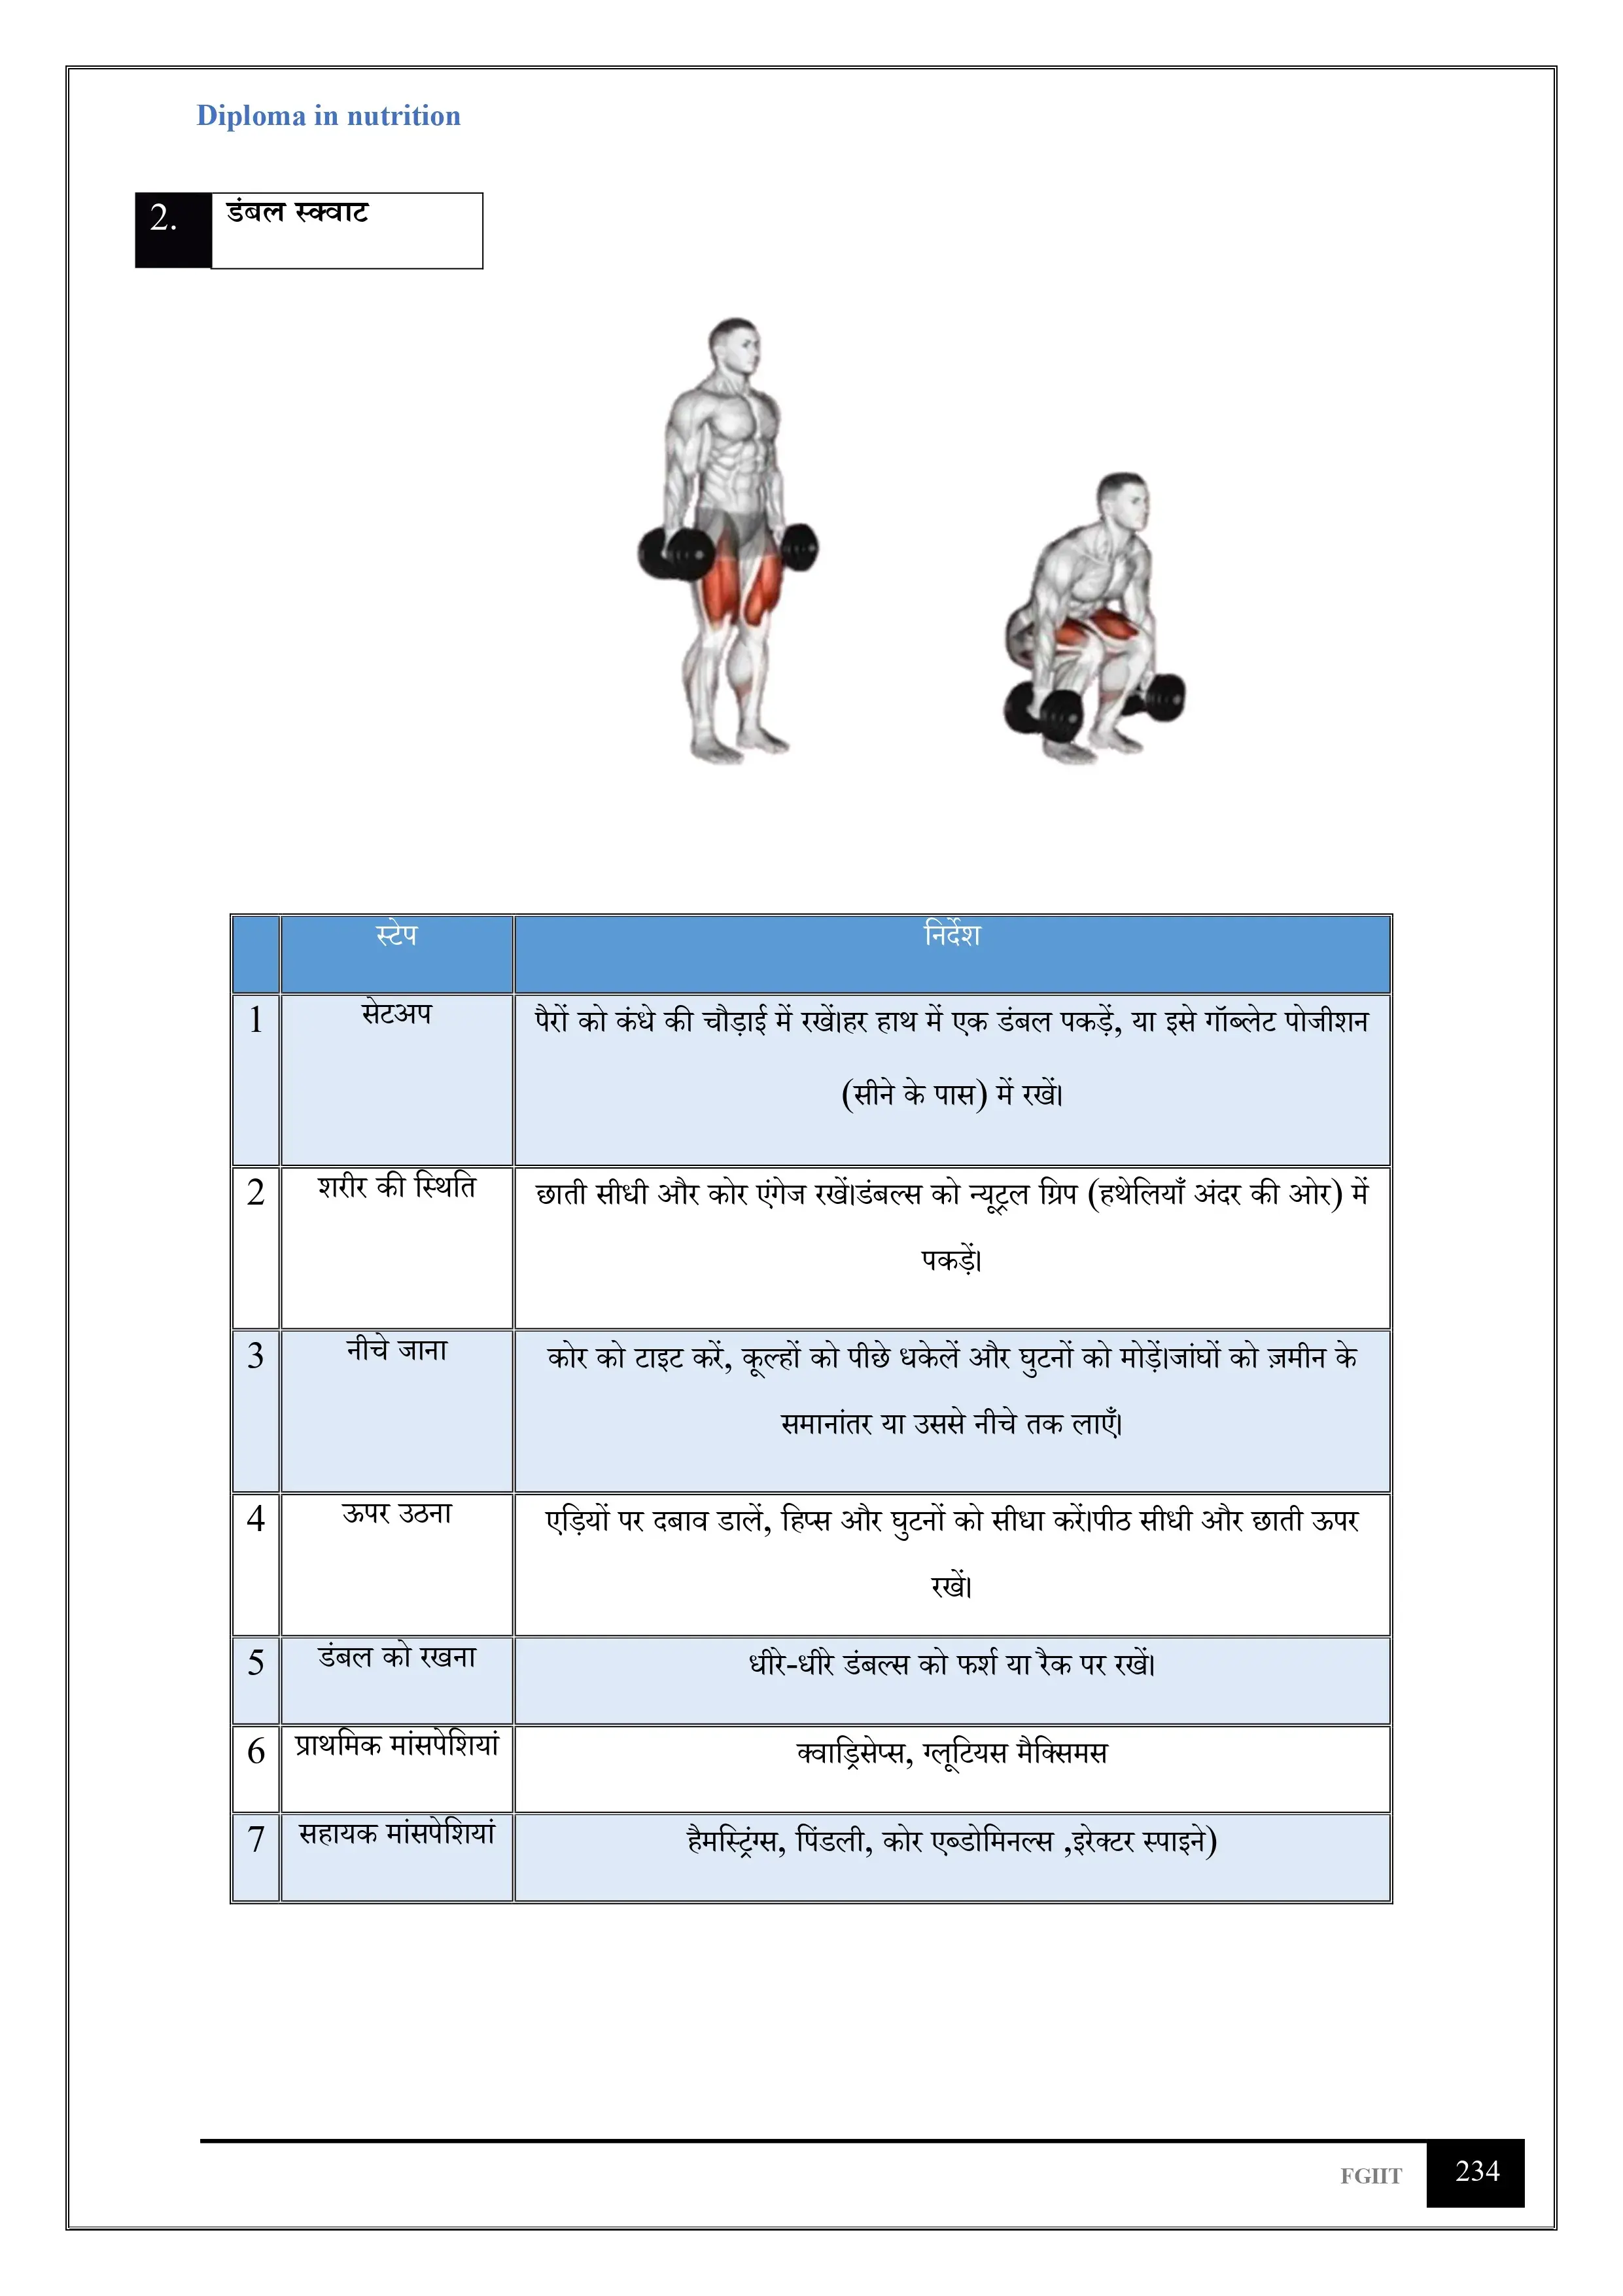 Diploma in nutrition
2. डंबल स्क्वाट
स्टेप निर्देश
1 सेटअप पैरों को कंधे की चौड़ाई में रखें।हर हाथ में एक डंबल पकड़ें, या इसे गॉब्लेट पोजीशन
(सीने के पास) में रखें।
2 शरीर की स्थिति छाती सीधी और कोर एंगेज रखें।डंबल्स को न्यूट्रल ग्रिप (हथेलियाँ अंदर की ओर) में
पकड़ें।
3 नीचे जाना कोर को टाइट करें, कूल्हों को पीछे धकेलें और घुटनों को मोड़ें।जांघों को ज़मीन के
समानांतर या उससे नीचे तक लाएँ।
4 ऊपर उठना एड़ियों पर दबाव डालें, हिप्स और घुटनों को सीधा करें।पीठ सीधी और छाती ऊपर
रखें।
5 डंबल को रखना धीरे-धीरे डंबल्स को फर्श या रैक पर रखें।
6 प्राथमिक मांसपेशियां क्वाड्रिसेप्स, ग्लूटियस मैक्सिमस
7 सहायक मांसपेशियां हैमस्ट्रिंग्स, पिंडली, कोर एब्डोमिनल्स ,इरेक्टर स्पाइने)
FGIIT 234